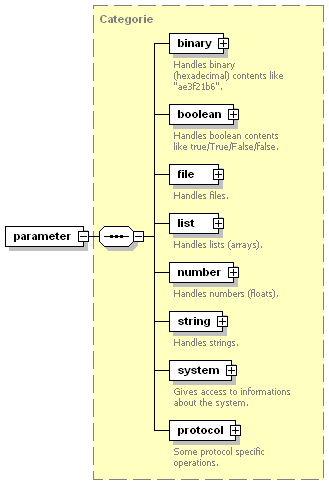 Categorie
binary
Handles binary
(hexadecimal) contents like
"ae3f21b6".
boolean
Handles boolean contents
like true/True/False/false.
file
Handles files.
list
Handles lists (arrays).
parameter
number
Handles numbers (floats).
string
Handles strings.
system
Gives access to informations
about the system.
protocol
Some protocol specific
operations.